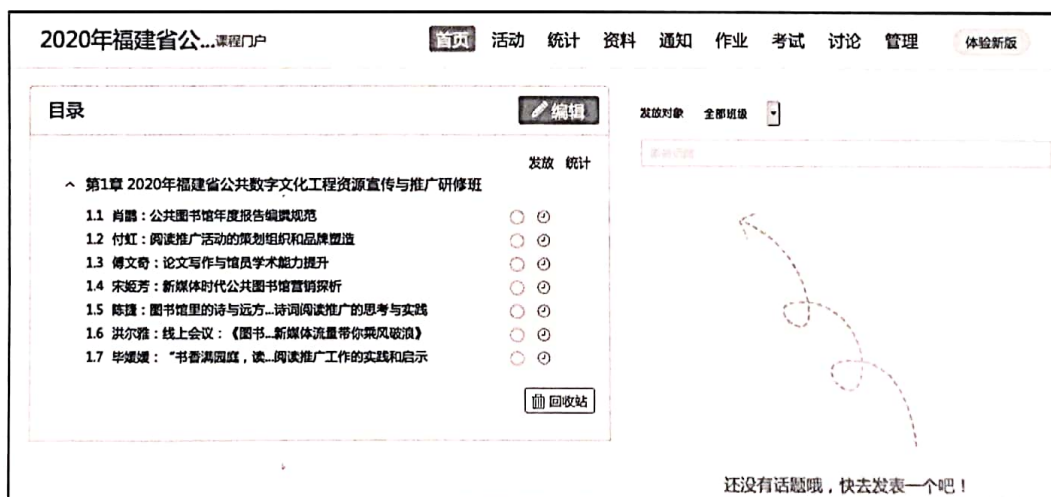 2020年福建省公...课程门户
首页 活动 统计 资料 通知 作业 考试 讨论 管理 体验新版
目录
编辑
发放 统计
第1章 2020年福建省公共数字文化工程资源宣传与推广研修班
1.1 肖鹏：公共图书馆年度报告编撰规范
1.2 付虹：阅读推广活动的策划组织和品牌塑造
1.3 傅文奇：论文写作与馆员学术能力提升
1.4 宋姬芳：新媒体时代公共图书馆营销探析
1.5 陈捷：图书馆里的诗与远方...诗词阅读推广的思考与实践
1.6 洪尔雅：线上会议：《图书...新媒体流量带你乘风破浪》
1.7 毕媛媛：“书香满园庭，读...阅读推广工作的实践和启示
回收站
发放对象 全部班级
还没有话题哦，快去发表一个吧！